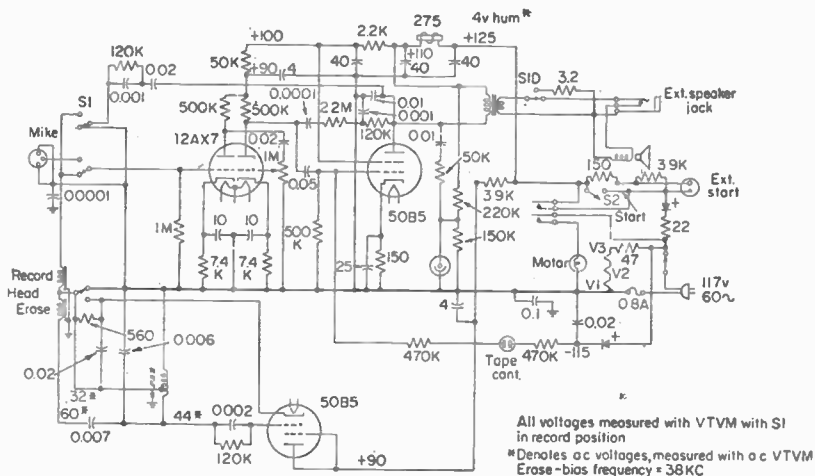 +100
2.2K
275
4v hum*
+125
120K
50K
+90
4
40
+110
40
40
0.02
0.001
S1
S1D
3.2
Ext. speaker
jack
500K
500K
0.0001
2.2M
0.01
0.001
120K
0.01
Mike
12AX7
0.02
1M
0.05
50K
0.00001
50B5
3.9K
150
3.9K
Ext.
start
S2
Start
220K
22
1M
10
10
500
K
150K
V3
47
Motor
V2
117v
60~
7.4
K
7.4
K
25
150
V1
0.8A
Record
Head
Erase
4
0.1
0.02
560
0.006
470K
Tape
cont.
470K
-115
0.02
32*
60*
0.007
44*
0.002
50B5
120K
+90
All voltages measured with VTVM with S1
in record position
*Denotes ac voltages, measured with ac VTVM
Erase-bias frequency = 38KC